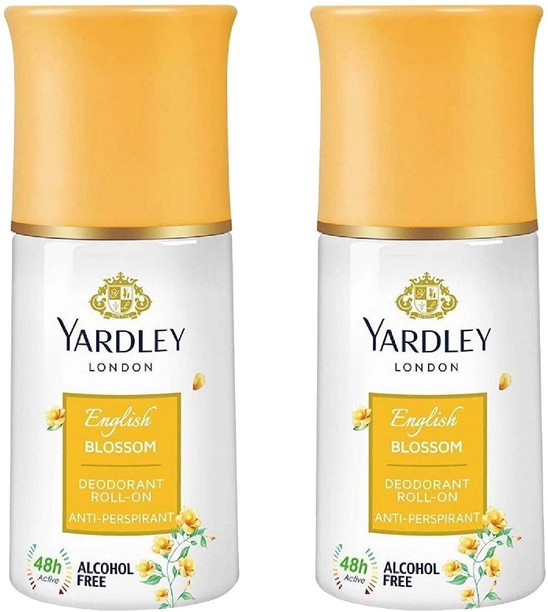 YARDLEY
LONDON
English
BLOSSOM
DEODORANT
ROLL-ON
ANTI-PERSPIRANT
48h
Active
ALCOHOL
FREE
YARDLEY
LONDON
English
BLOSSOM
DEODORANT
ROLL-ON
ANTI-PERSPIRANT
48h
Active
ALCOHOL
FREE